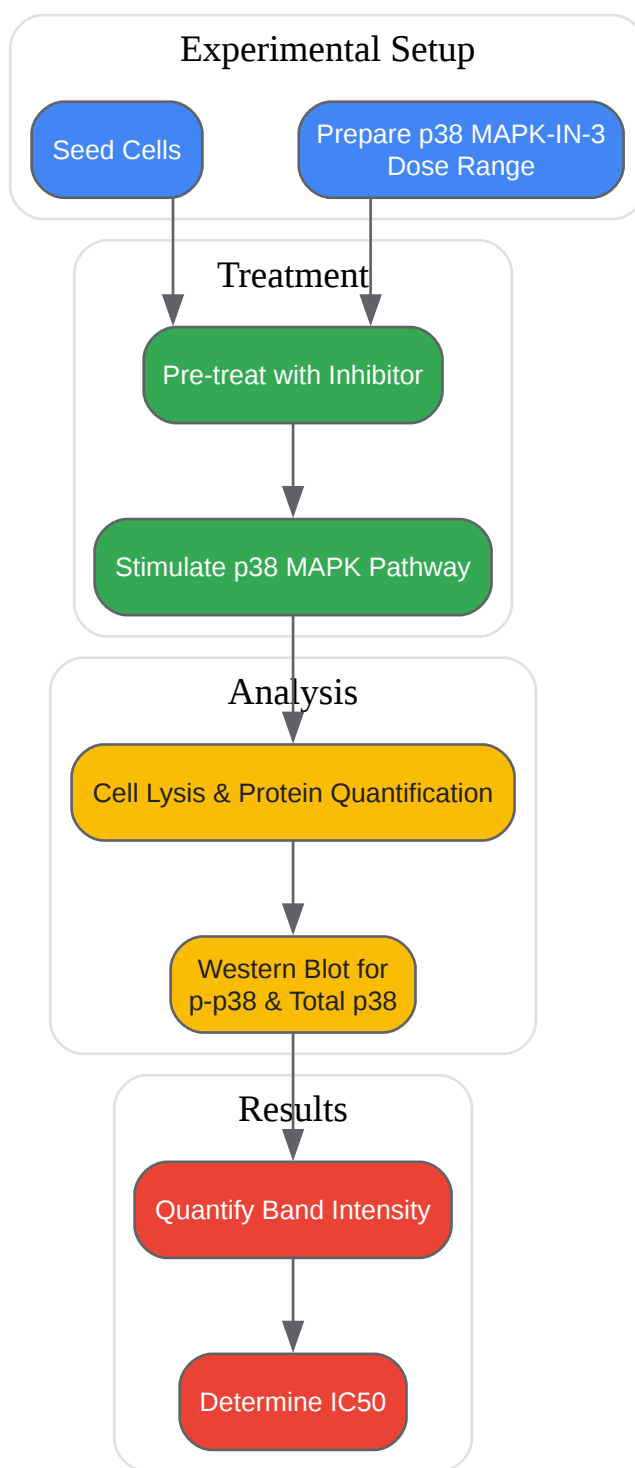 Experimental Setup
Seed Cells
Prepare p38 MAPK-IN-3
Dose Range
Treatment
Pre-treat with Inhibitor
Stimulate p38 MAPK Pathway
Analysis
Cell Lysis & Protein Quantification
Western Blot for
p-p38 & Total p38
Results
Quantify Band Intensity
Determine IC50